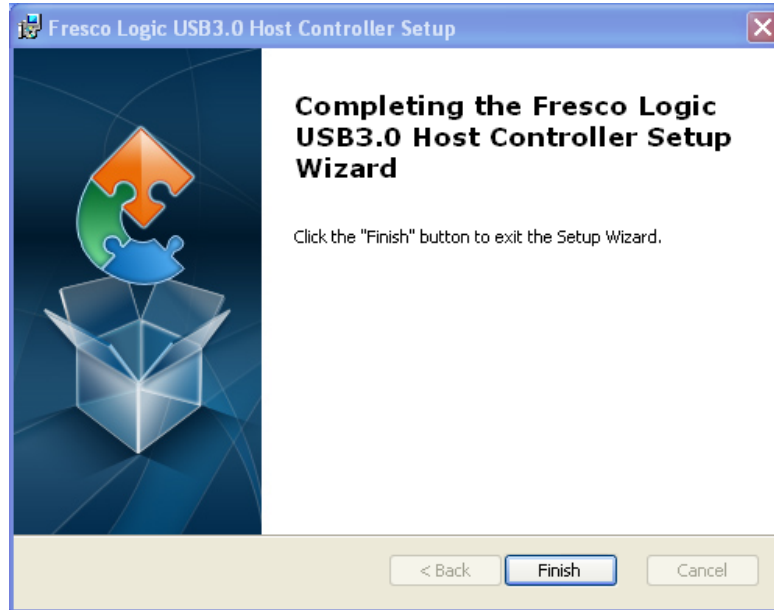 Fresco Logic USB3.0 Host Controller Setup
Completing the Fresco Logic
USB3.0 Host Controller Setup
Wizard
Click the "Finish" button to exit the Setup Wizard.
< Back
Finish
Cancel